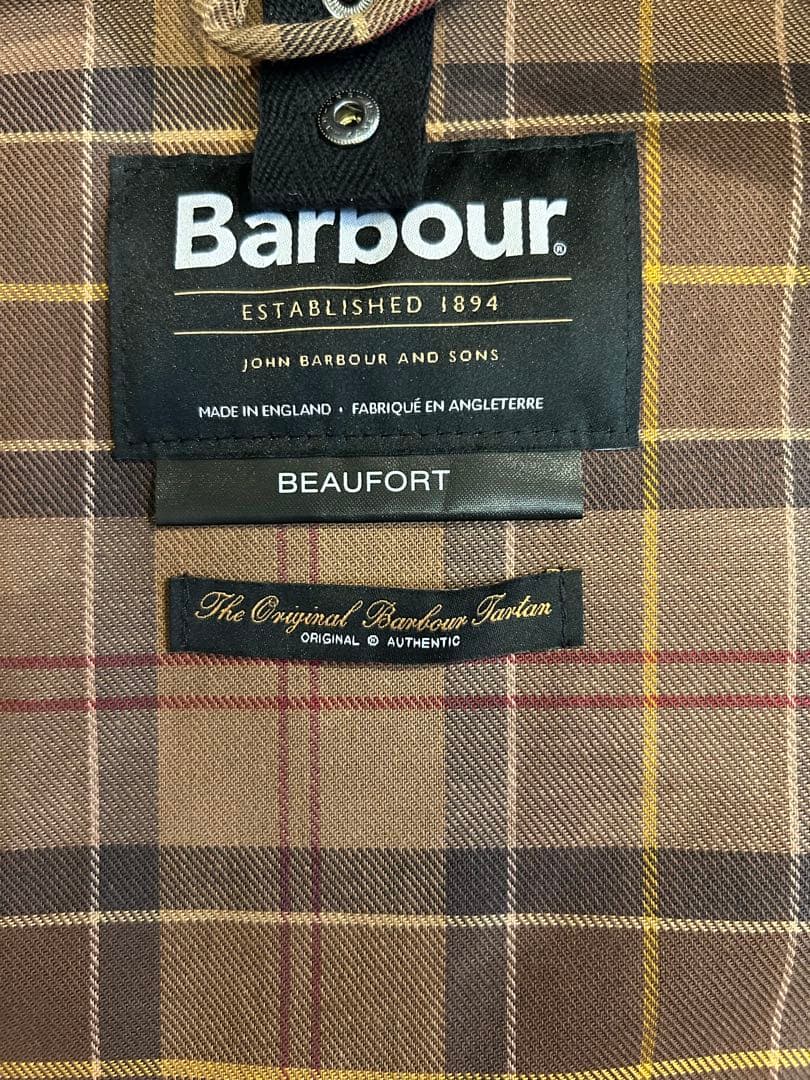 Barbour®
ESTABLISHED 1894
JOHN BARBOUR AND SONS
MADE IN ENGLAND • FABRIQUÉ EN ANGLETERRE
BEAUFORT
The Original Barbour Tartan
ORIGINAL ® AUTHENTIC